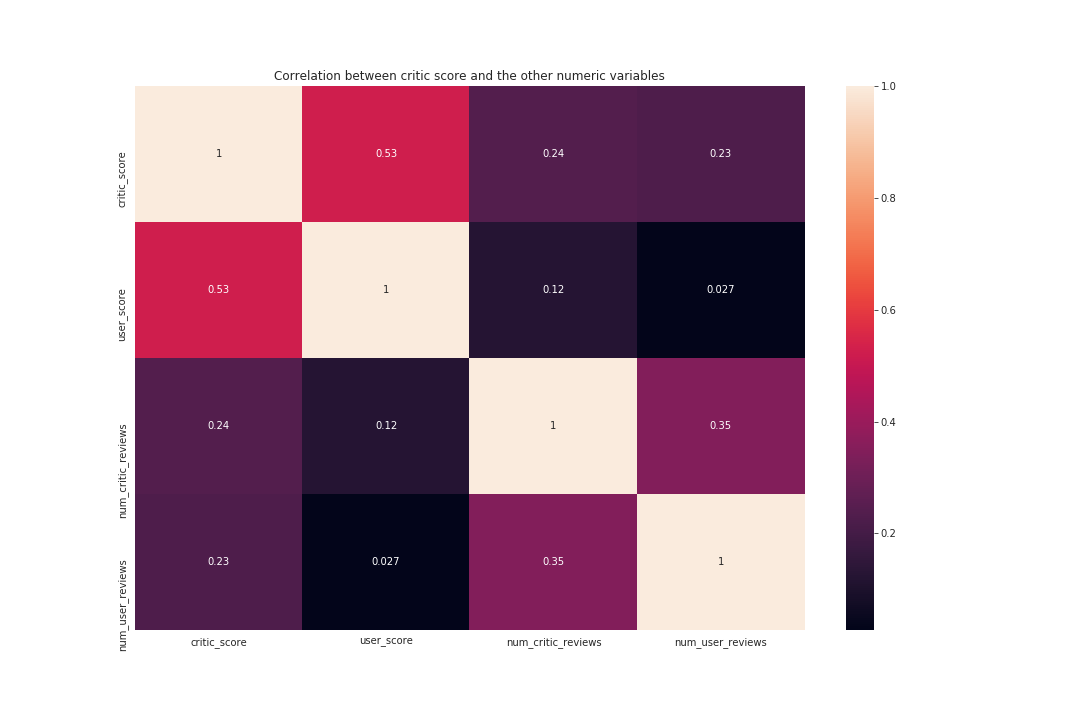 Correlation between critic score and the other numeric variables
critic_score
1
0.53
0.24
0.23
user_score
0.53
1
0.12
0.027
num_critic_reviews
0.24
0.12
1
0.35
num_user_reviews
0.23
0.027
0.35
1
critic_score
user_score
num_critic_reviews
num_user_reviews
1.0
0.8
0.6
0.4
0.2